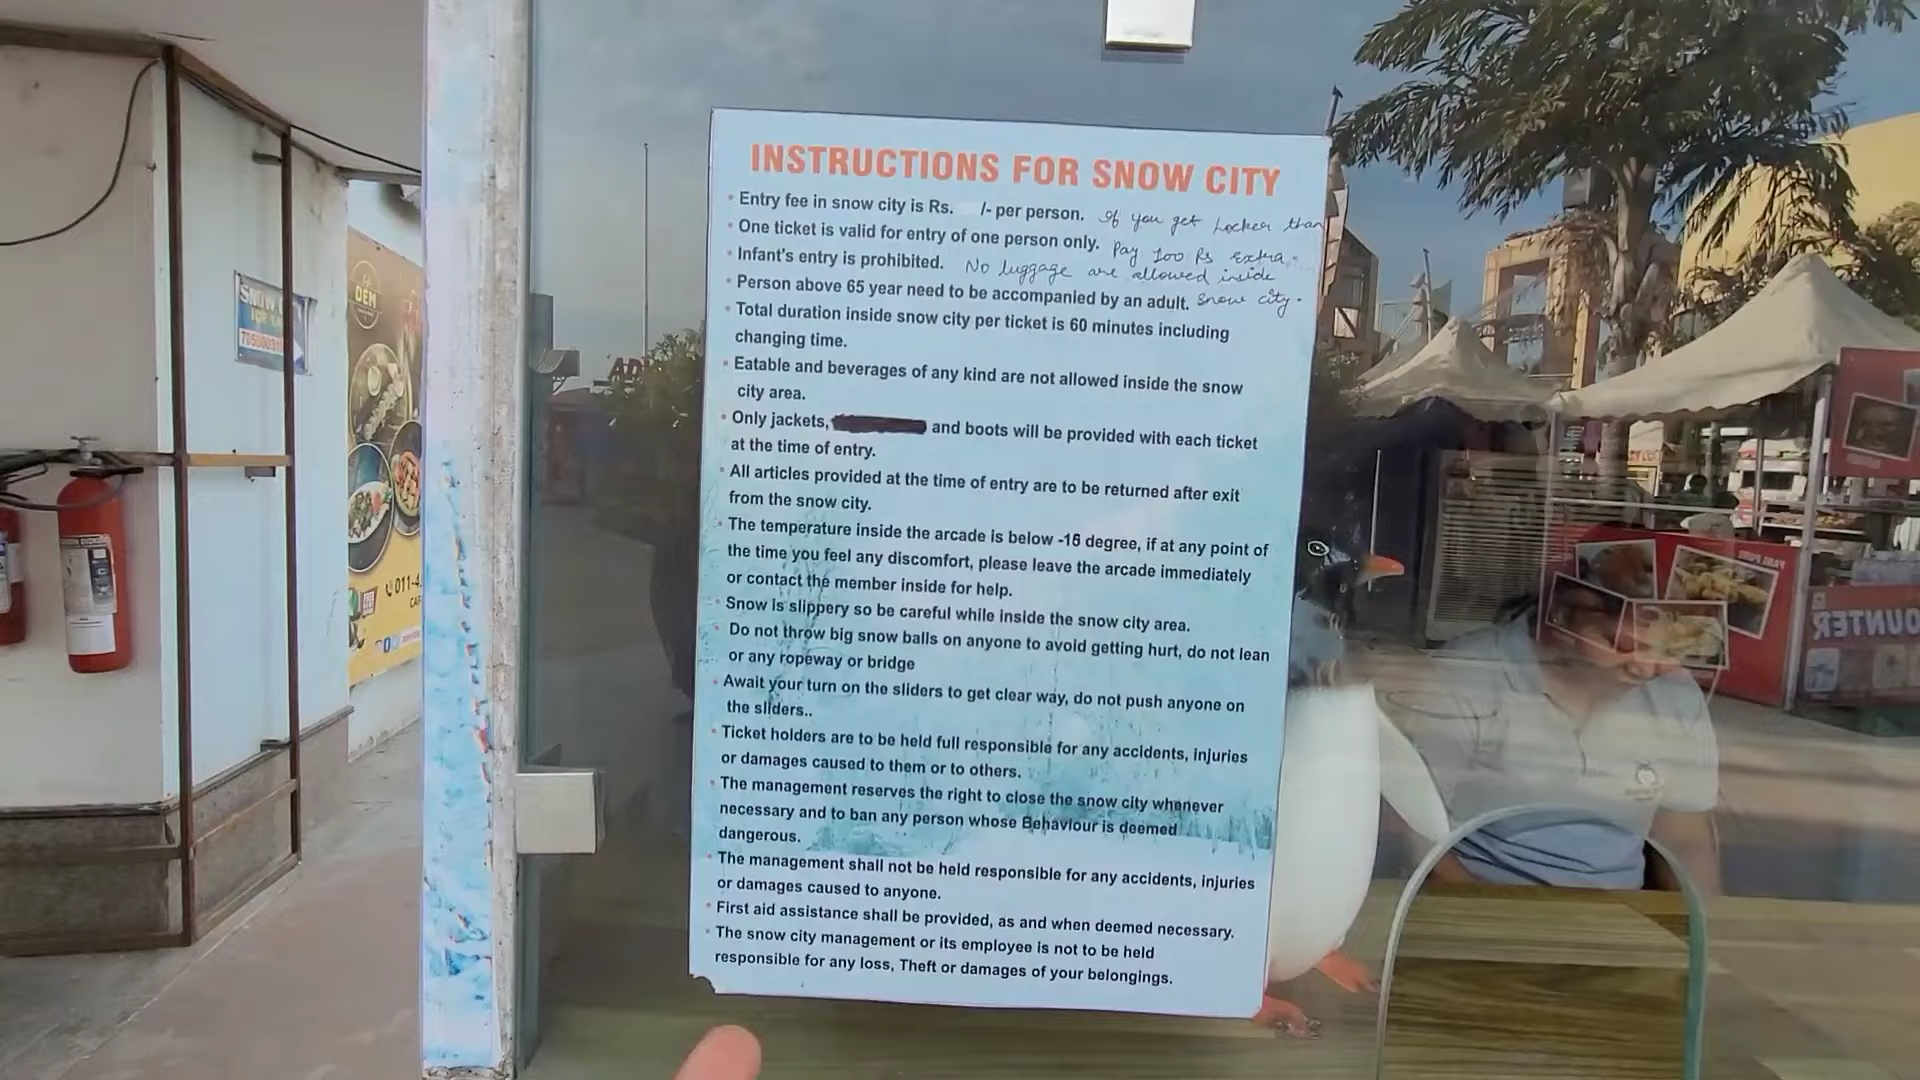 INSTRUCTIONS FOR SNOW CITY
Entry fee in snow city is Rs. /- per person. If you get Locker than
One ticket is valid for entry of one person only. Pay 100 Rs Extra.
Infant's entry is prohibited. No luggage are allowed inside
Person above 65 year need to be accompanied by an adult. Snow city.
Total duration inside snow city per ticket is 60 minutes including
changing time.
Eatable and beverages of any kind are not allowed inside the snow
city area.
Only jackets, and boots will be provided with each ticket
at the time of entry.
All articles provided at the time of entry are to be returned after exit
from the snow city.
The temperature inside the arcade is below degree, if at any point of
the time you feel any discomfort, please leave the arcade immediately
or contact the member inside for help.
Snow is slippery so be careful while inside the snow city area.
Do not throw big snow balls on anyone to avoid getting hurt, do not lean
or any ropeway or bridge
Await your turn on the sliders to get clear way, do not push anyone on
the sliders..
Ticket holders are to be held full responsible for any accidents, injuries
or damages caused to them or to others.
The management reserves the right to close the snow city whenever
necessary and to ban any person whose Behaviour is deemed
dangerous.
The management shall not be held responsible for any accidents, injuries
or damages caused to anyone.
First aid assistance shall be provided, as and when deemed necessary.
The snow city management or its employee is not to be held
responsible for any loss, Theft or damages of your belongings.
SNOW
DEN
011-4